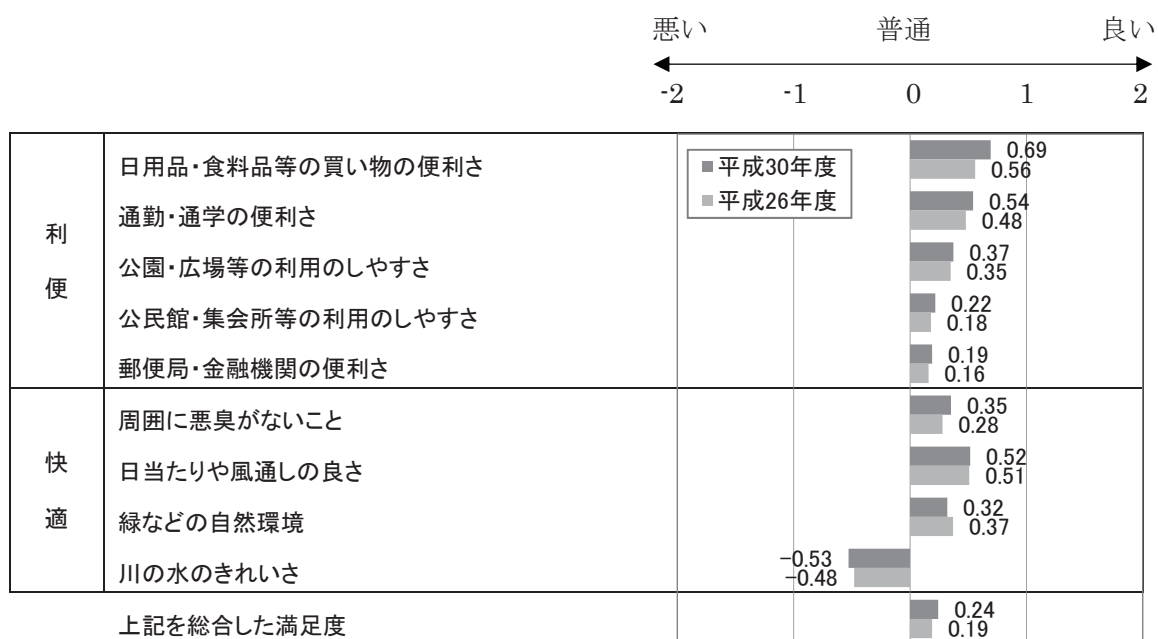 悪い 普通 良い
-2 -1 0 1 2
■平成30年度
■平成26年度
利便
日用品・食料品等の買い物の便利さ 0.69
0.56
通勤・通学の便利さ 0.54
0.48
公園・広場等の利用のしやすさ 0.37
0.35
公民館・集会所等の利用のしやすさ 0.22
0.18
郵便局・金融機関の便利さ 0.19
0.16
快適
周囲に悪臭がないこと 0.35
0.28
日当たりや風通しの良さ 0.52
0.51
緑などの自然環境 0.32
0.37
川の水のきれいさ −0.53
−0.48
上記を総合した満足度 0.24
0.19